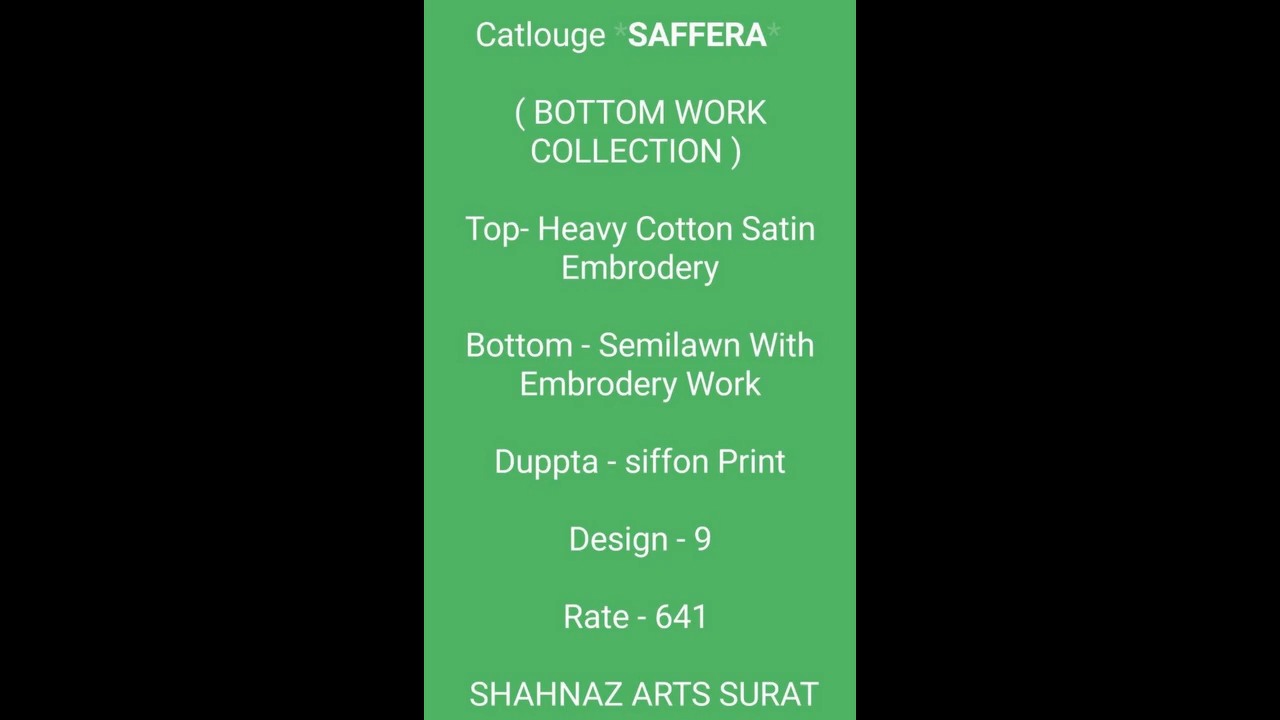 Catlouge *SAFFERA*
( BOTTOM WORK
COLLECTION )
Top- Heavy Cotton Satin
Embrodery
Bottom - Semilawn With
Embrodery Work
Duppta - siffon Print
Design - 9
Rate - 641
SHAHNAZ ARTS SURAT